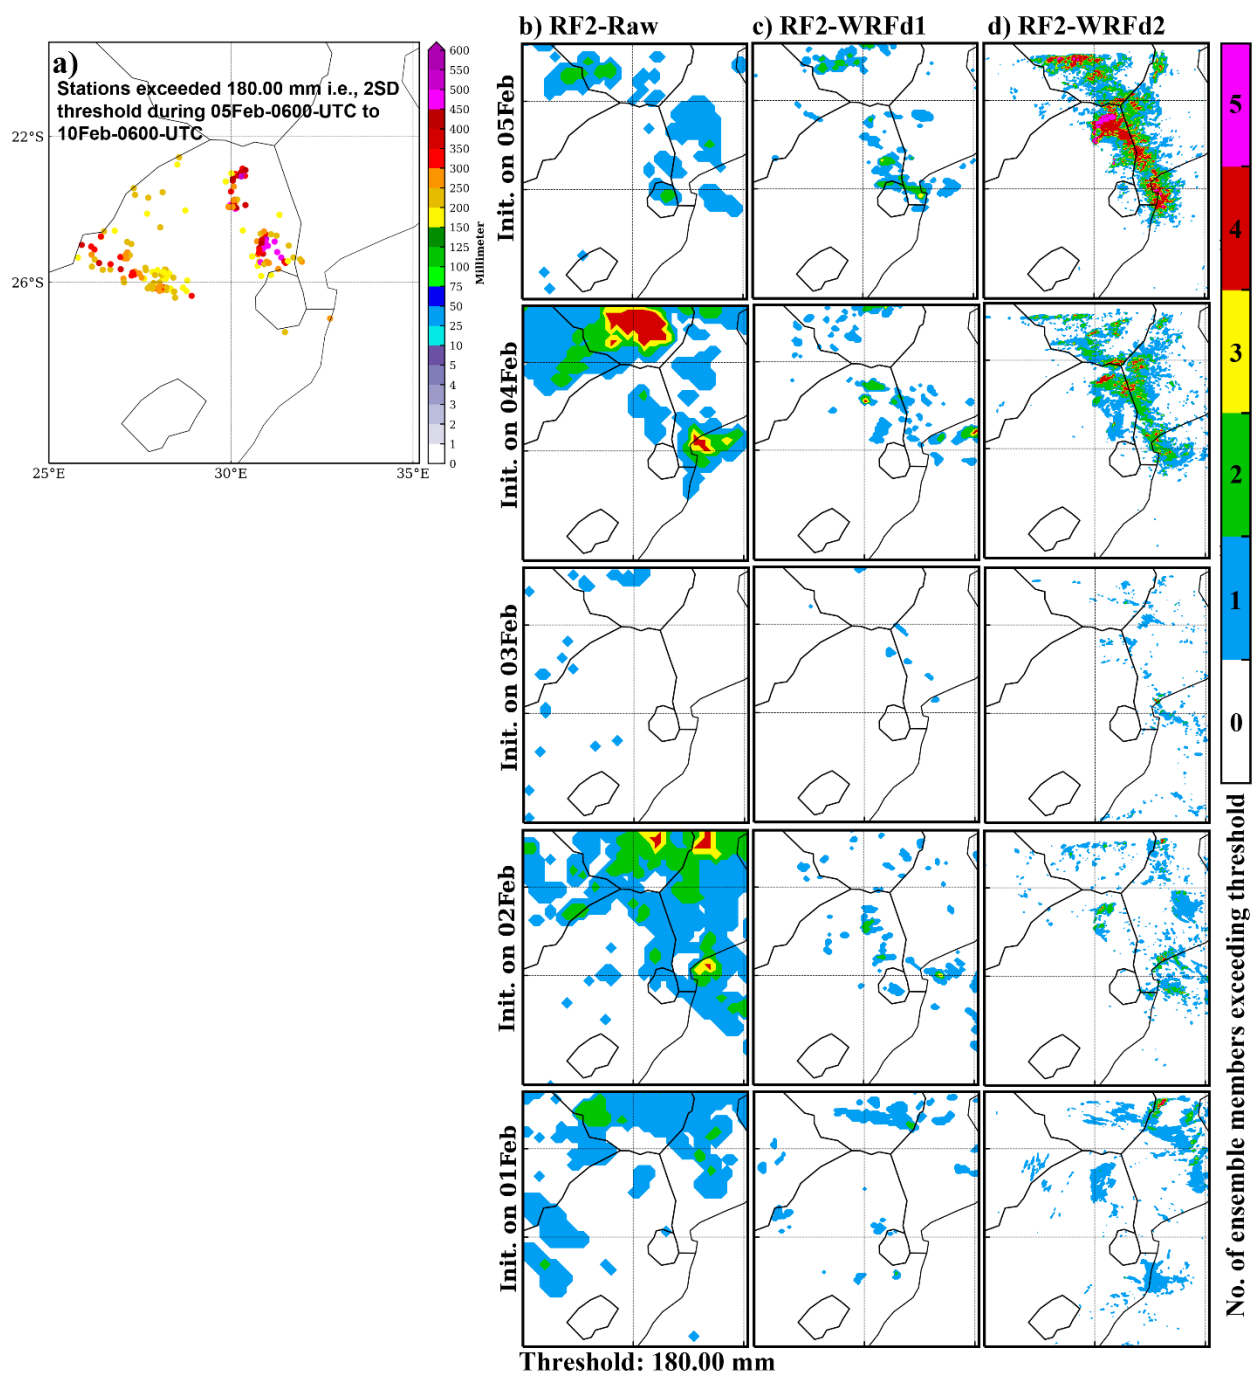 b) RF2-Raw
c) RF2-WRFd1
d) RF2-WRFd2
a)
Stations exceeded 180.00 mm i.e., 2SD
threshold during 05Feb-0600-UTC to
10Feb-0600-UTC
22°S
26°S
25°E
30°E
35°E
600
550
500
450
400
350
300
250
200
150
125
100
75
50
25
10
5
4
3
2
1
0
Millimeter
Init. on 05Feb
Init. on 04Feb
Init. on 03Feb
Init. on 02Feb
Init. on 01Feb
5
4
3
2
1
0
No. of ensemble members exceeding threshold
Threshold: 180.00 mm